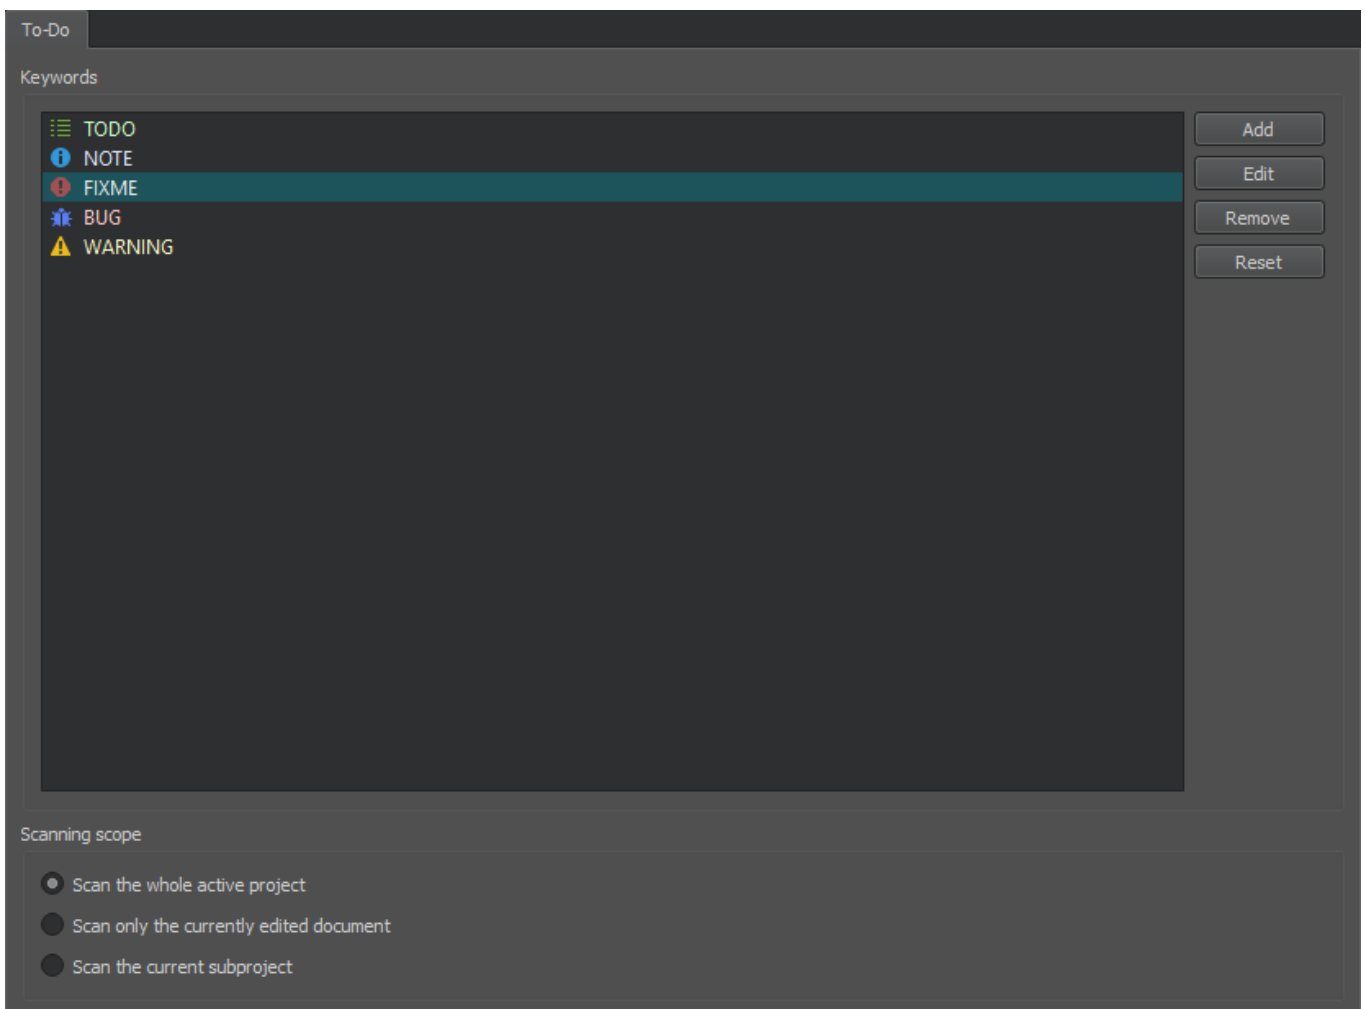 To-Do
Keywords
TODO
NOTE
FIXME
BUG
WARNING
Add
Edit
Remove
Reset
Scanning scope
Scan the whole active project
Scan only the currently edited document
Scan the current subproject